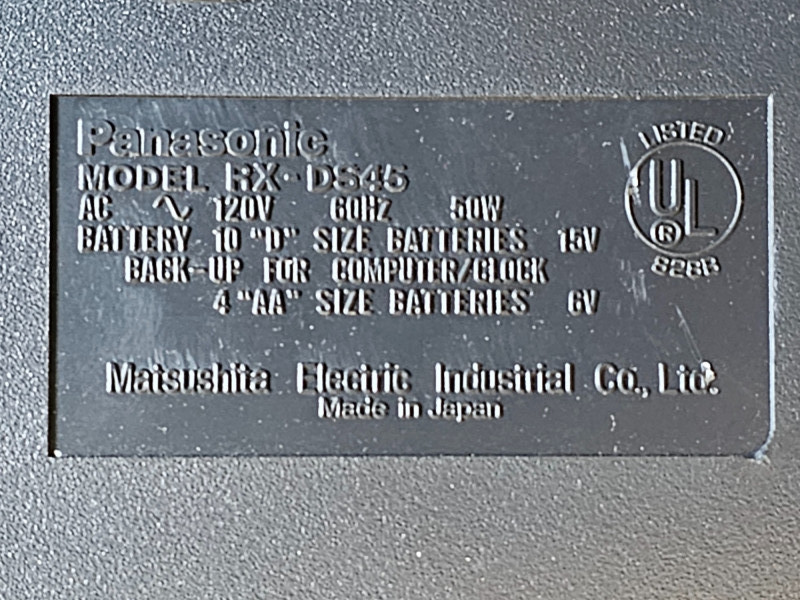 Panasonic
MODEL RX-DS45
AC ∿ 120V 60Hz 50W
BATTERY 10 "D" SIZE BATTERIES 15V
BACK-UP FOR COMPUTER/CLOCK
4 "AA" SIZE BATTERIES 6V
LISTED
UL ®
828B
Matsushita Electric Industrial Co., Ltd.
Made in Japan